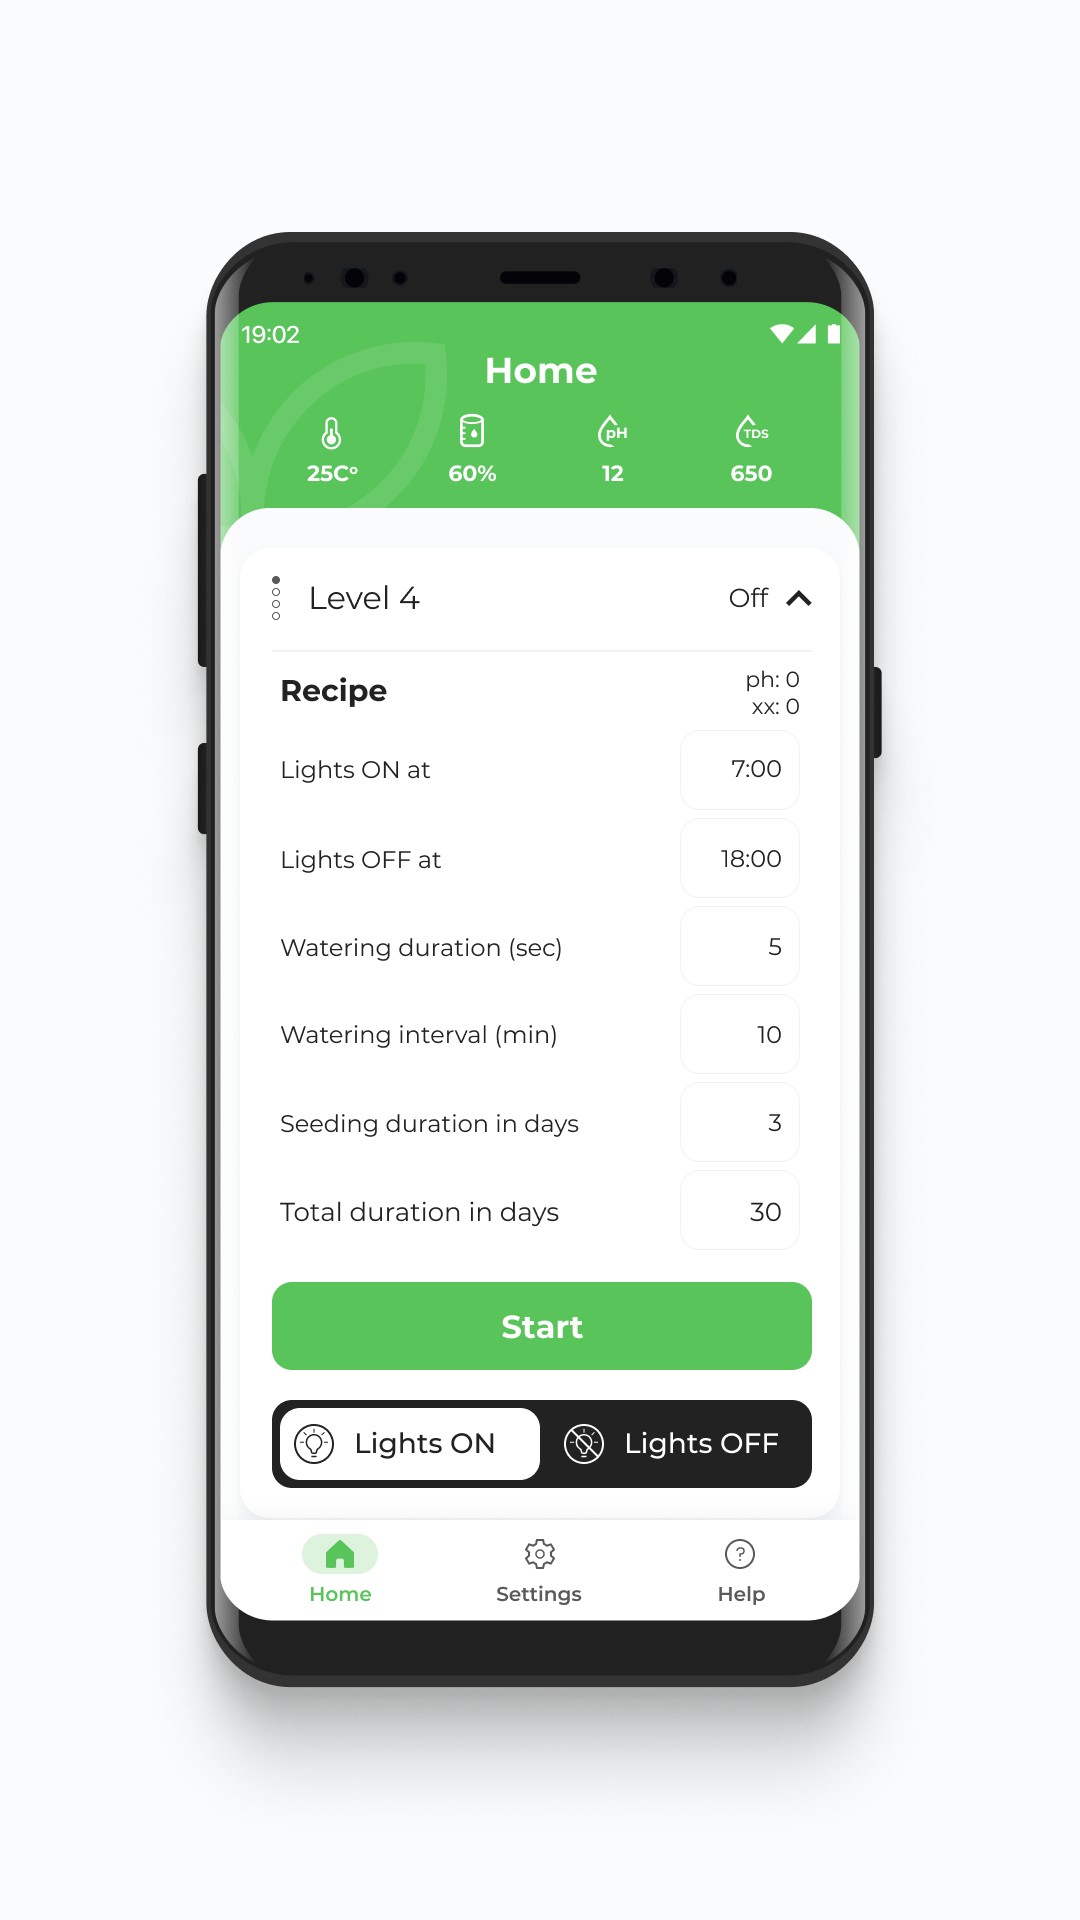 19:02
Home
pH
TDS
25Cº
60%
12
650
Level 4
Off
Recipe
ph: 0
xx: 0
Lights ON at
7:00
Lights OFF at
18:00
Watering duration (sec)
5
Watering interval (min)
10
Seeding duration in days
3
Total duration in days
30
Start
Lights ON
Lights OFF
?
Home
Settings
Help